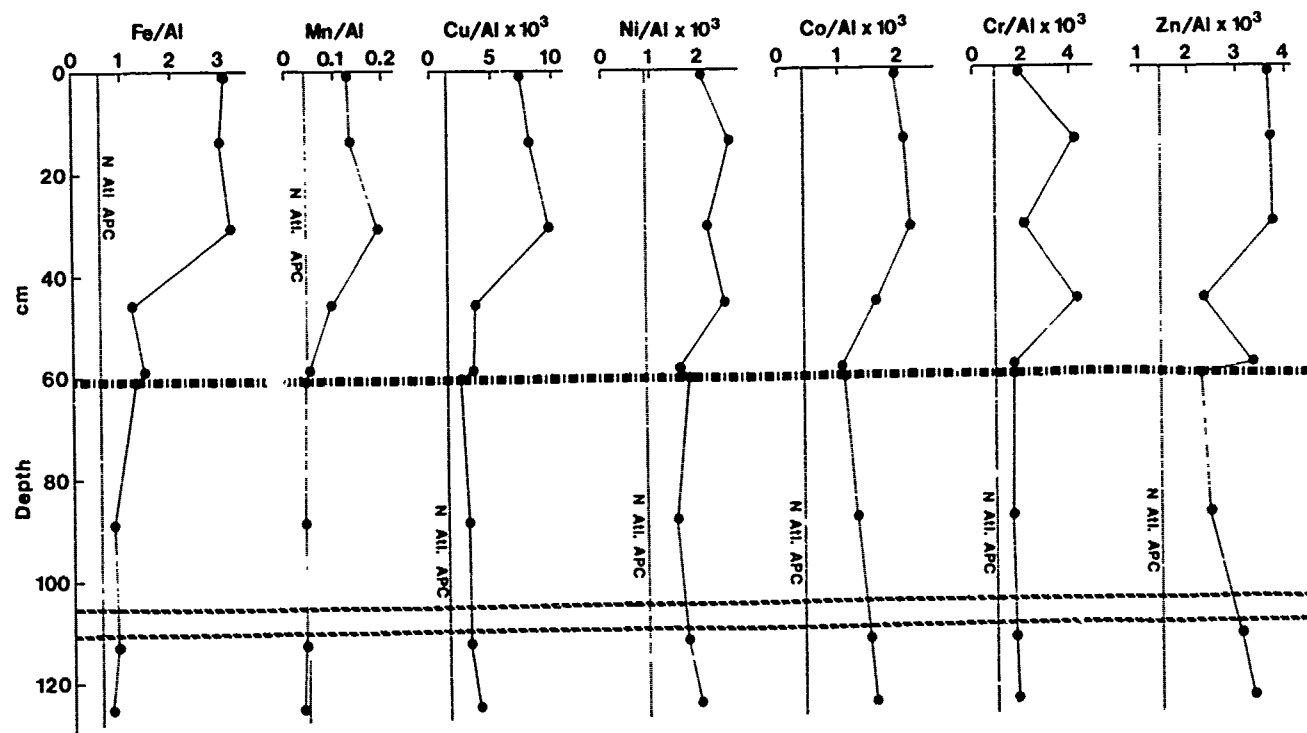 Fe/Al Mn/Al Cu/Al x 10³ Ni/Al x 10³ Co/Al x 10³ Cr/Al x 10³ Zn/Al x 10³
0 1 2 3 0 0.1 0.2 0 5 10 0 2 0 1 2 0 2 4 1 2 3 4
0
20
40
60
80
100
120
Depth cm
N Atl APC
N Atl. APC
N Atl. APC
N Atl. APC
N Atl. APC
N Atl. APC
N Atl. APC